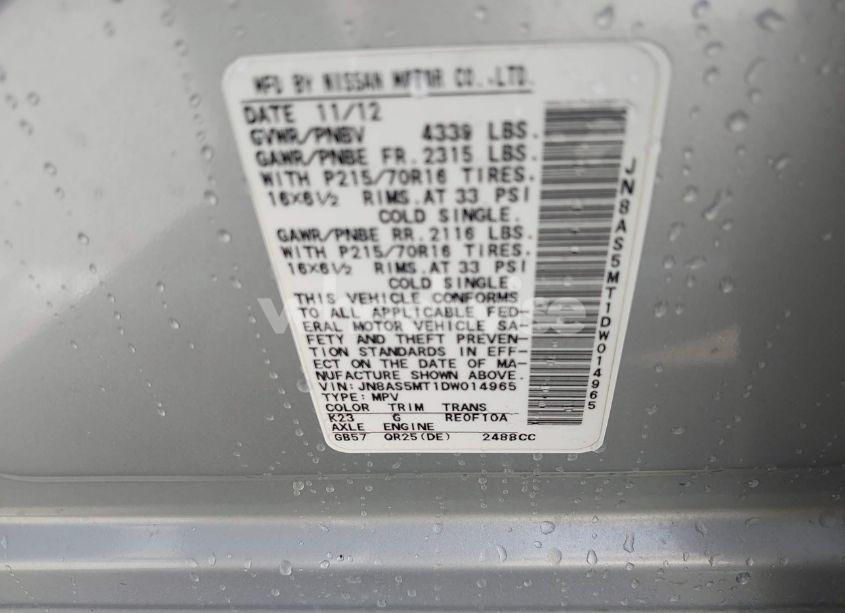 MFD BY NISSAN MOTOR CO.,LTD.
DATE 11/12
GVWR/PNBV 4339 LBS.
GAWR/PNBE FR. 2315 LBS.
WITH P215/70R16 TIRES.
16X6½ RIMS.AT 33 PSI
COLD SINGLE.
GAWR/PNBE RR. 2116 LBS.
WITH P215/70R16 TIRES.
16X6½ RIMS.AT 33 PSI
COLD SINGLE.
THIS VEHICLE CONFORMS
TO ALL APPLICABLE FED-
ERAL MOTOR VEHICLE SA-
FETY AND THEFT PREVEN-
TION STANDARDS IN EFF-
ECT ON THE DATE OF MA-
NUFACTURE SHOWN ABOVE.
VIN: JN8AS5MT1DW014965
TYPE: MPV
COLOR TRIM TRANS
K23 G RE0F10A
AXLE ENGINE
GB57 QR25(DE) 2488CC
JN8AS5MT1DW014965